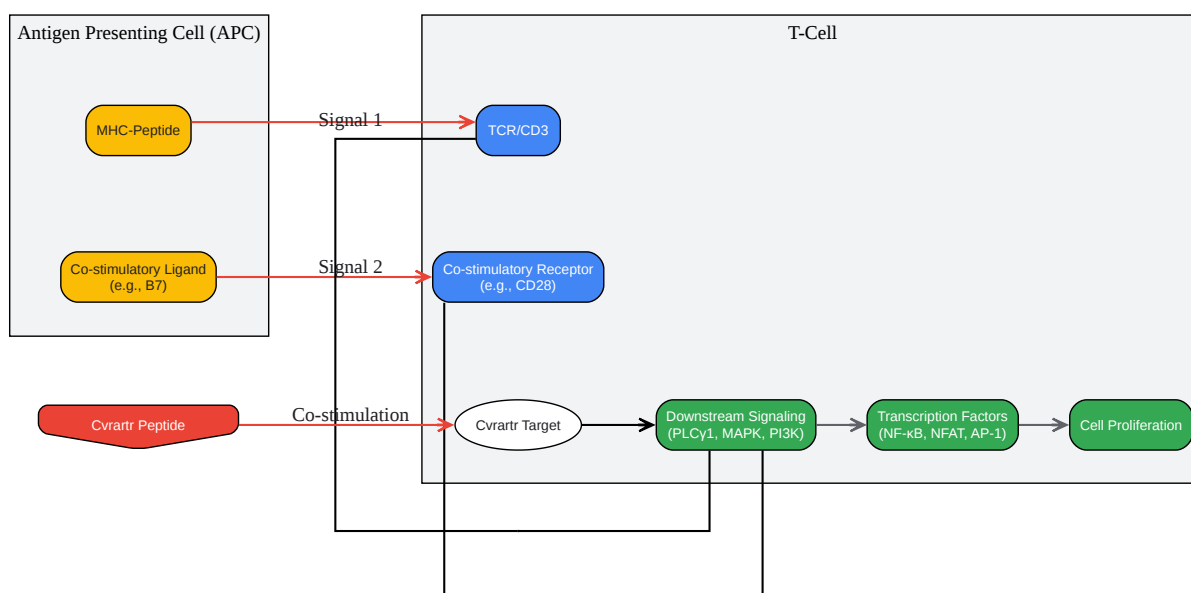 Antigen Presenting Cell (APC)
T-Cell
MHC-Peptide
Signal 1
TCR/CD3
Co-stimulatory Ligand
(e.g., B7)
Signal 2
Co-stimulatory Receptor
(e.g., CD28)
Cvrartr Peptide
Co-stimulation
Cvrartr Target
Downstream Signaling
(PLCγ1, MAPK, PI3K)
Transcription Factors
(NF-κB, NFAT, AP-1)
Cell Proliferation